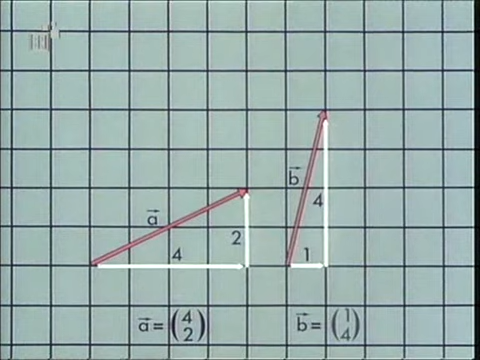 b⃗
4
a⃗
2
4
1
a⃗ = (4 2)
b⃗ = (1 4)